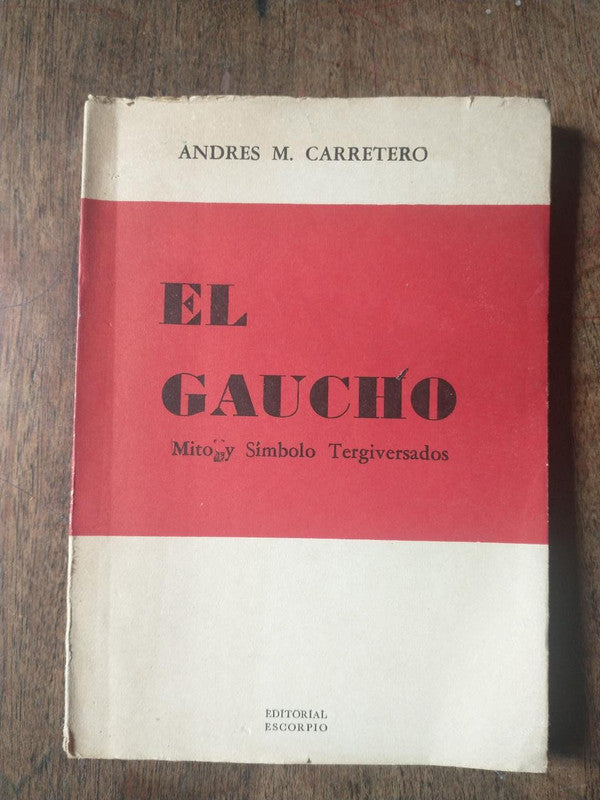 ANDRES M. CARRETERO
EL
GAUCHO
Mito y Símbolo Tergiversados
EDITORIAL
ESCORPIO